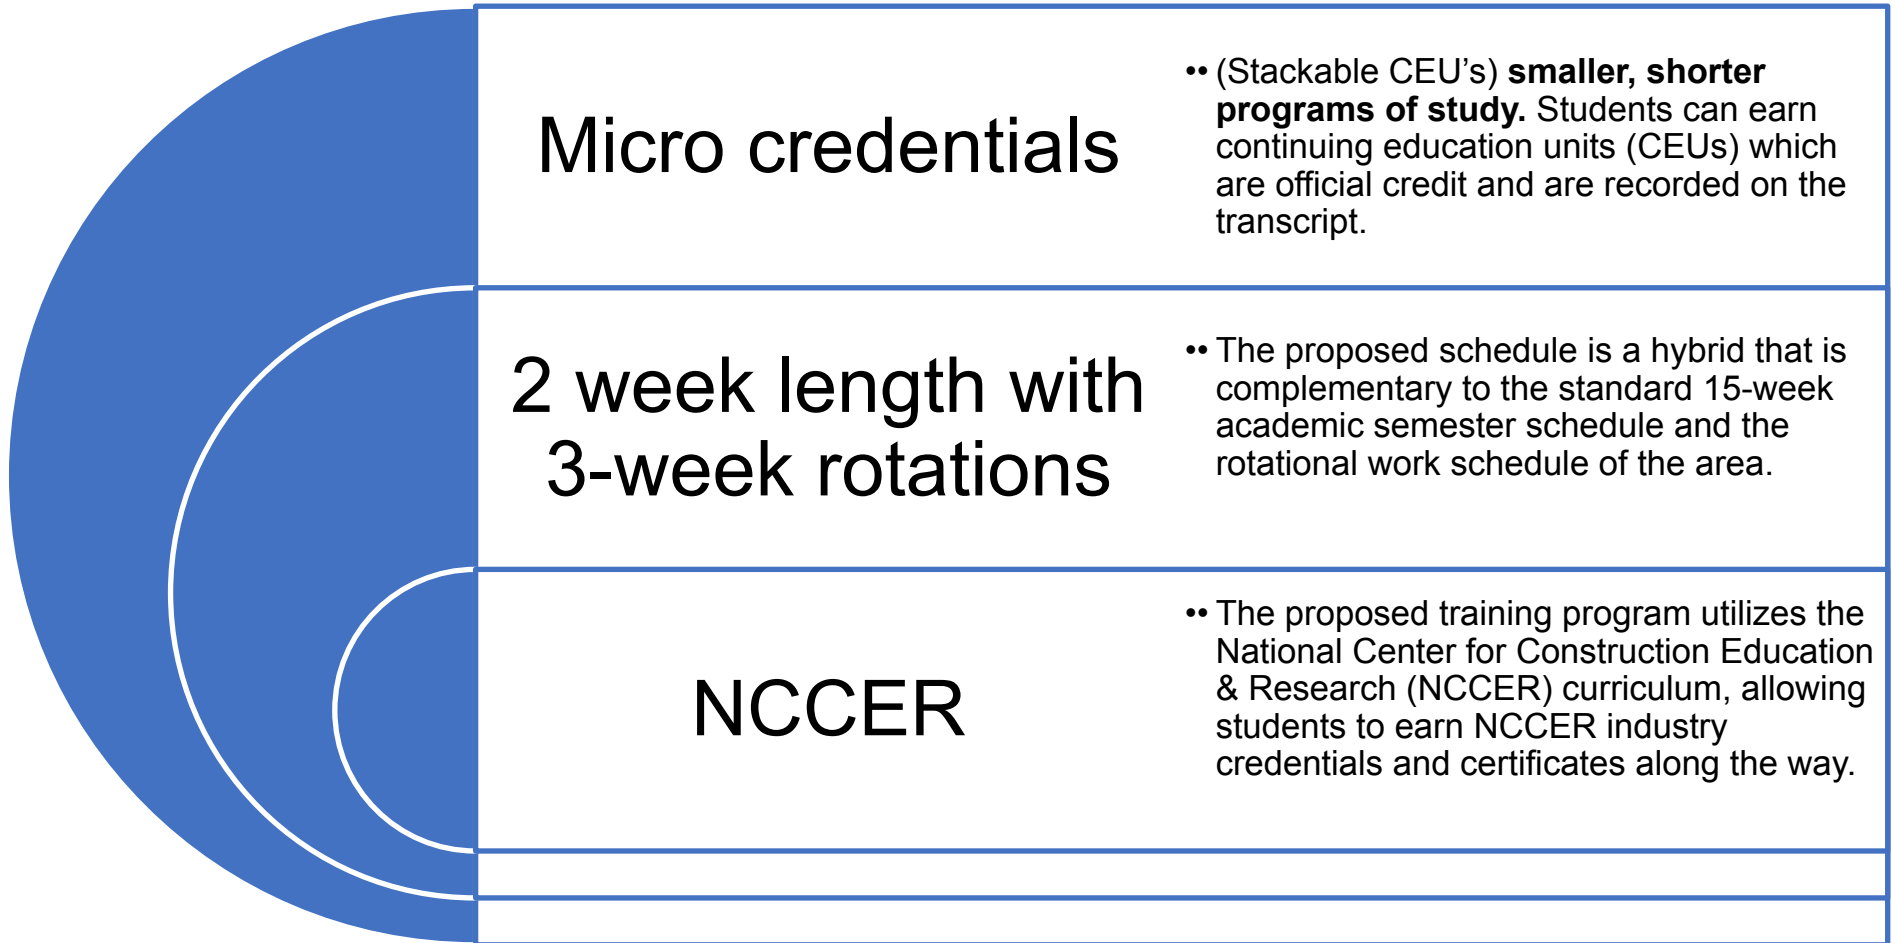 Micro credentials
•• (Stackable CEU’s) smaller, shorter
programs of study. Students can earn
continuing education units (CEUs) which
are official credit and are recorded on the
transcript.
2 week length with
3-week rotations
•• The proposed schedule is a hybrid that is
complementary to the standard 15-week
academic semester schedule and the
rotational work schedule of the area.
NCCER
•• The proposed training program utilizes the
National Center for Construction Education
& Research (NCCER) curriculum, allowing
students to earn NCCER industry
credentials and certificates along the way.